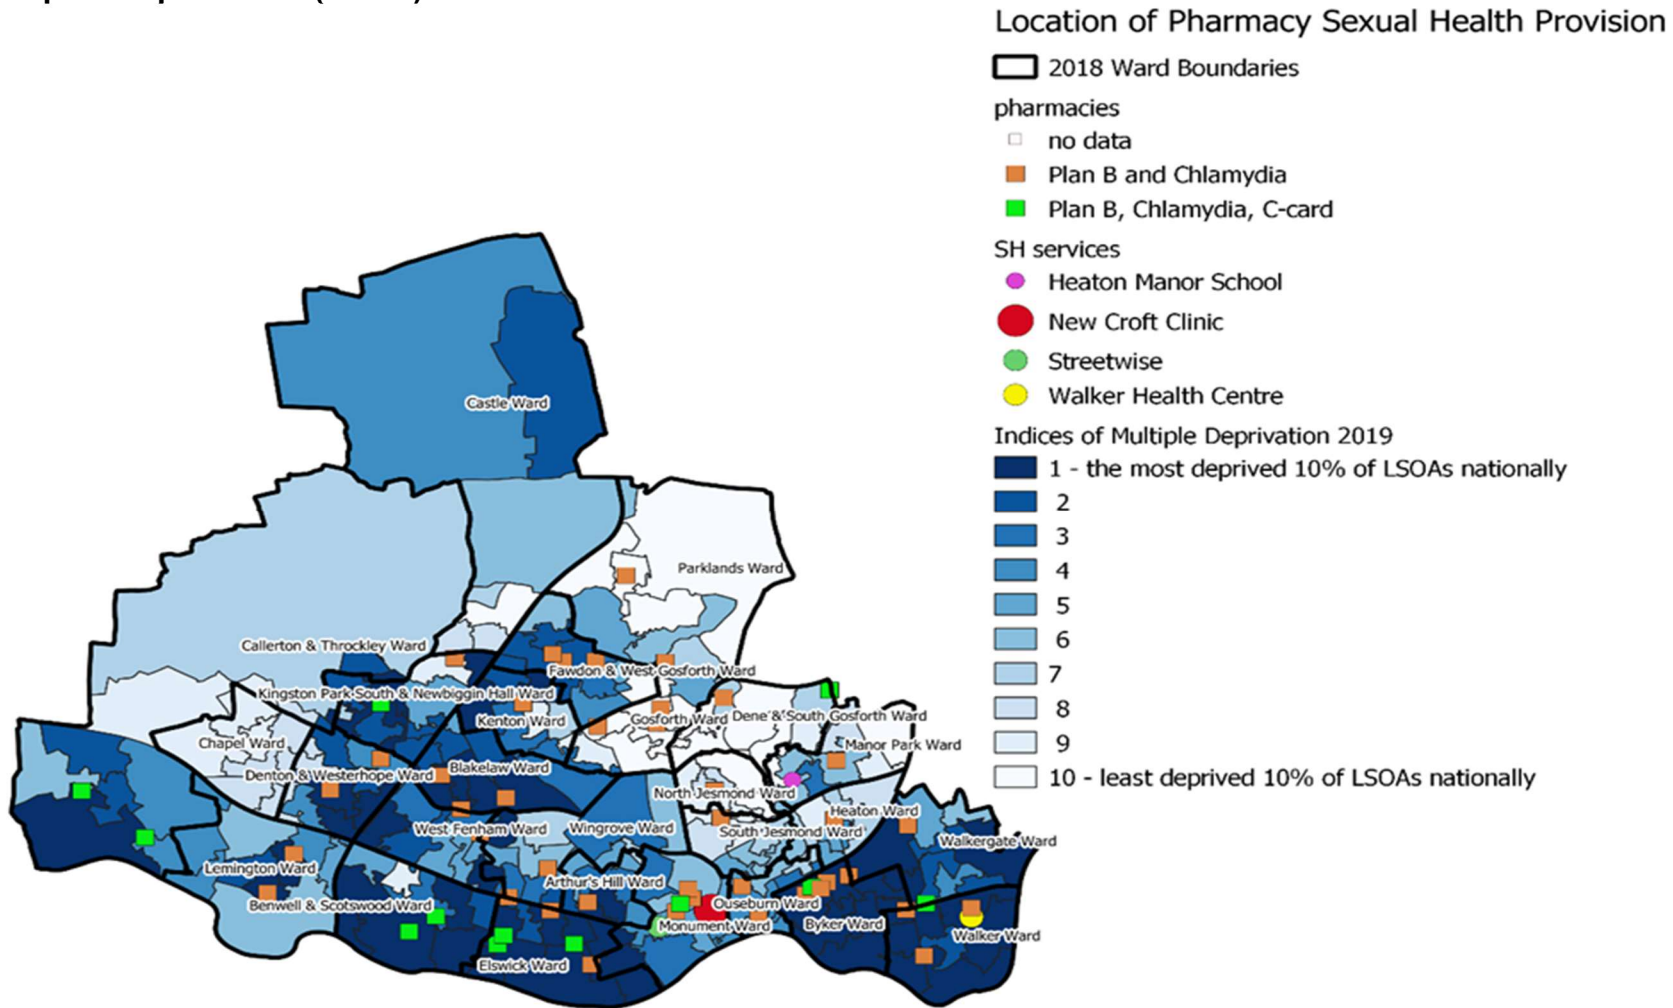 Location of Pharmacy Sexual Health Provision
2018 Ward Boundaries
pharmacies
no data
Plan B and Chlamydia
Plan B, Chlamydia, C-card
SH services
Heaton Manor School
New Croft Clinic
Streetwise
Walker Health Centre
Indices of Multiple Deprivation 2019
1 - the most deprived 10% of LSOAs nationally
2
3
4
5
6
7
8
9
10 - least deprived 10% of LSOAs nationally
Castle Ward
Parklands Ward
Callerton & Throckley Ward
Fawdon & West Gosforth Ward
Kingston Park South & Newbiggin Hall Ward
Kenton Ward
Gosforth Ward
Dene & South Gosforth Ward
Chapel Ward
Manor Park Ward
Denton & Westerhope Ward
Blakelaw Ward
North Jesmond Ward
Heaton Ward
West Fenham Ward
Wingrove Ward
South Jesmond Ward
Walkergate Ward
Lemington Ward
Arthur's Hill Ward
Benwell & Scotswood Ward
Ouseburn Ward
Monument Ward
Byker Ward
Walker Ward
Elswick Ward